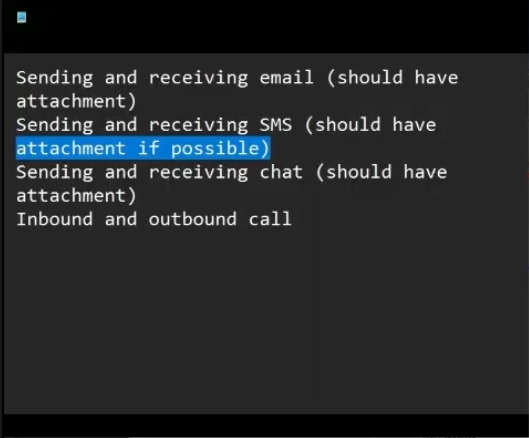 Sending and receiving email (should have
attachment)
Sending and receiving SMS (should have
attachment if possible)
Sending and receiving chat (should have
attachment)
Inbound and outbound call